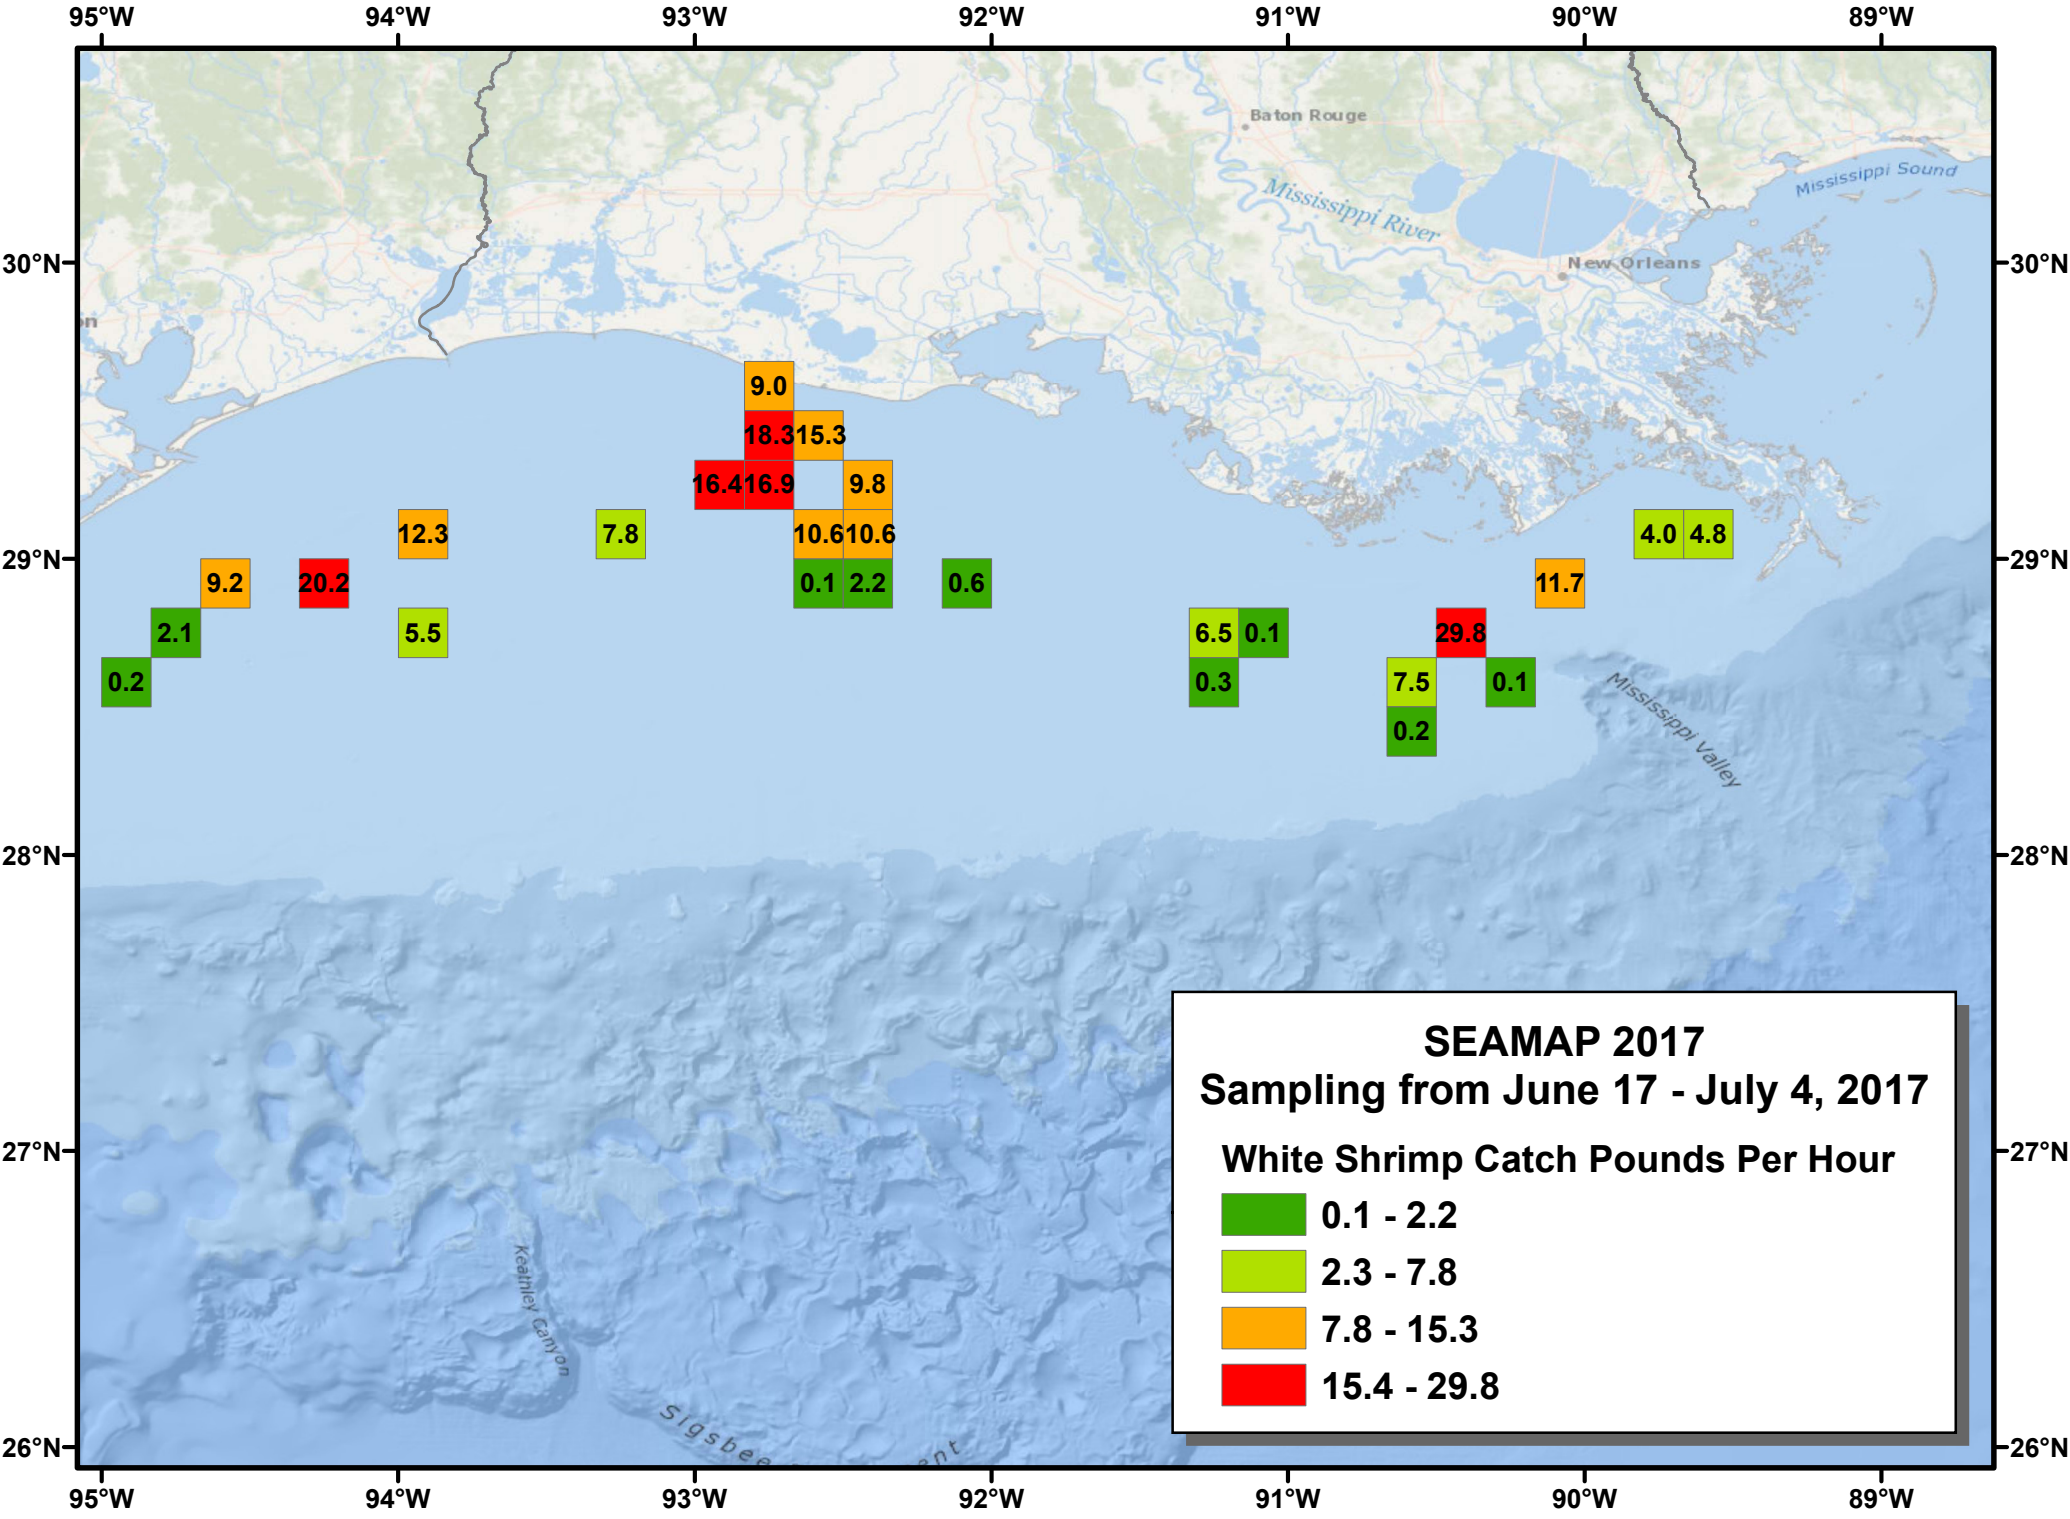 95°W 94°W 93°W 92°W 91°W 90°W 89°W
Baton Rouge
Mississippi Sound
Mississippi River
30°N New Orleans 30°N
on
9.0
18.3 15.3
16.4 16.9 9.8
12.3 7.8 10.6 10.6 4.0 4.8
29°N 29°N
9.2 20.2 0.1 2.2 0.6 11.7
2.1 5.5 6.5 0.1 29.8
0.2 0.3 7.5 0.1
Mississippi Valley
0.2
28°N 28°N
SEAMAP 2017
Sampling from June 17 - July 4, 2017
27°N 27°N
White Shrimp Catch Pounds Per Hour
0.1 - 2.2
2.3 - 7.8
7.8 - 15.3
15.4 - 29.8
Keathley Canyon
Sigsbee
ent
26°N 26°N
95°W 94°W 93°W 92°W 91°W 90°W 89°W